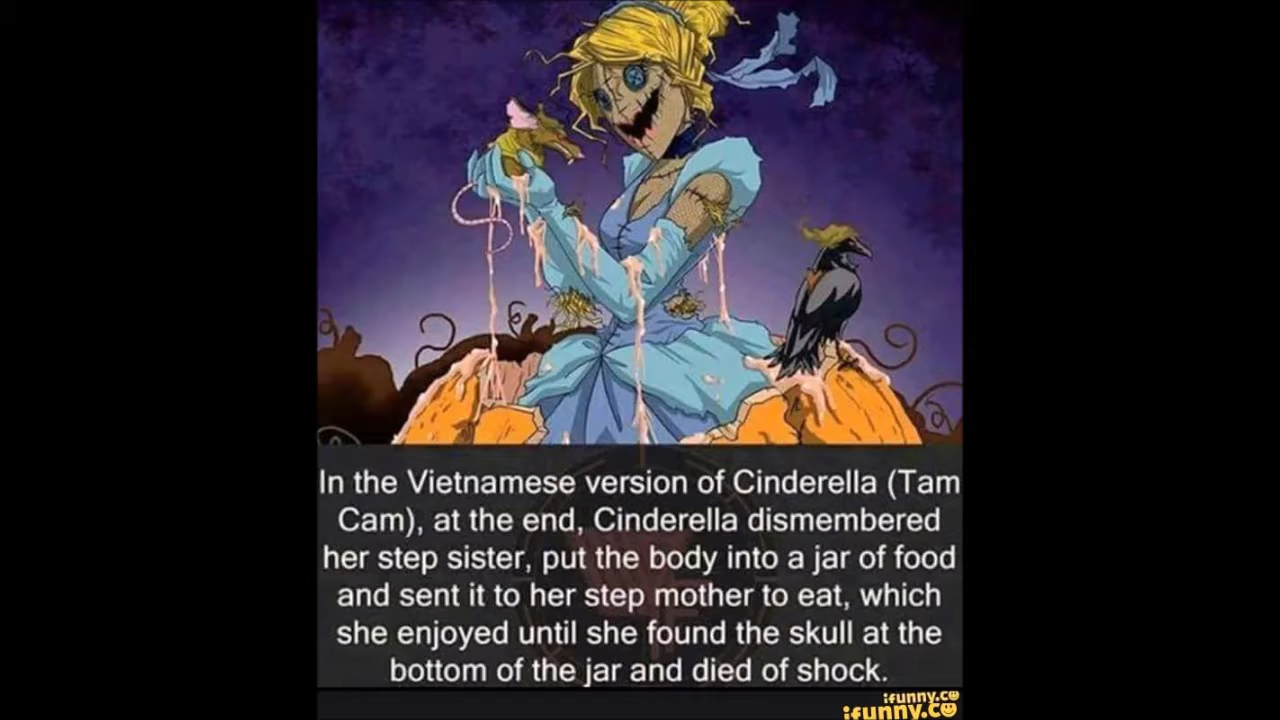 In the Vietnamese version of Cinderella (Tam
Cam), at the end, Cinderella dismembered
her step sister, put the body into a jar of food
and sent it to her step mother to eat, which
she enjoyed until she found the skull at the
bottom of the jar and died of shock.
ifunny.co
ifunny.co